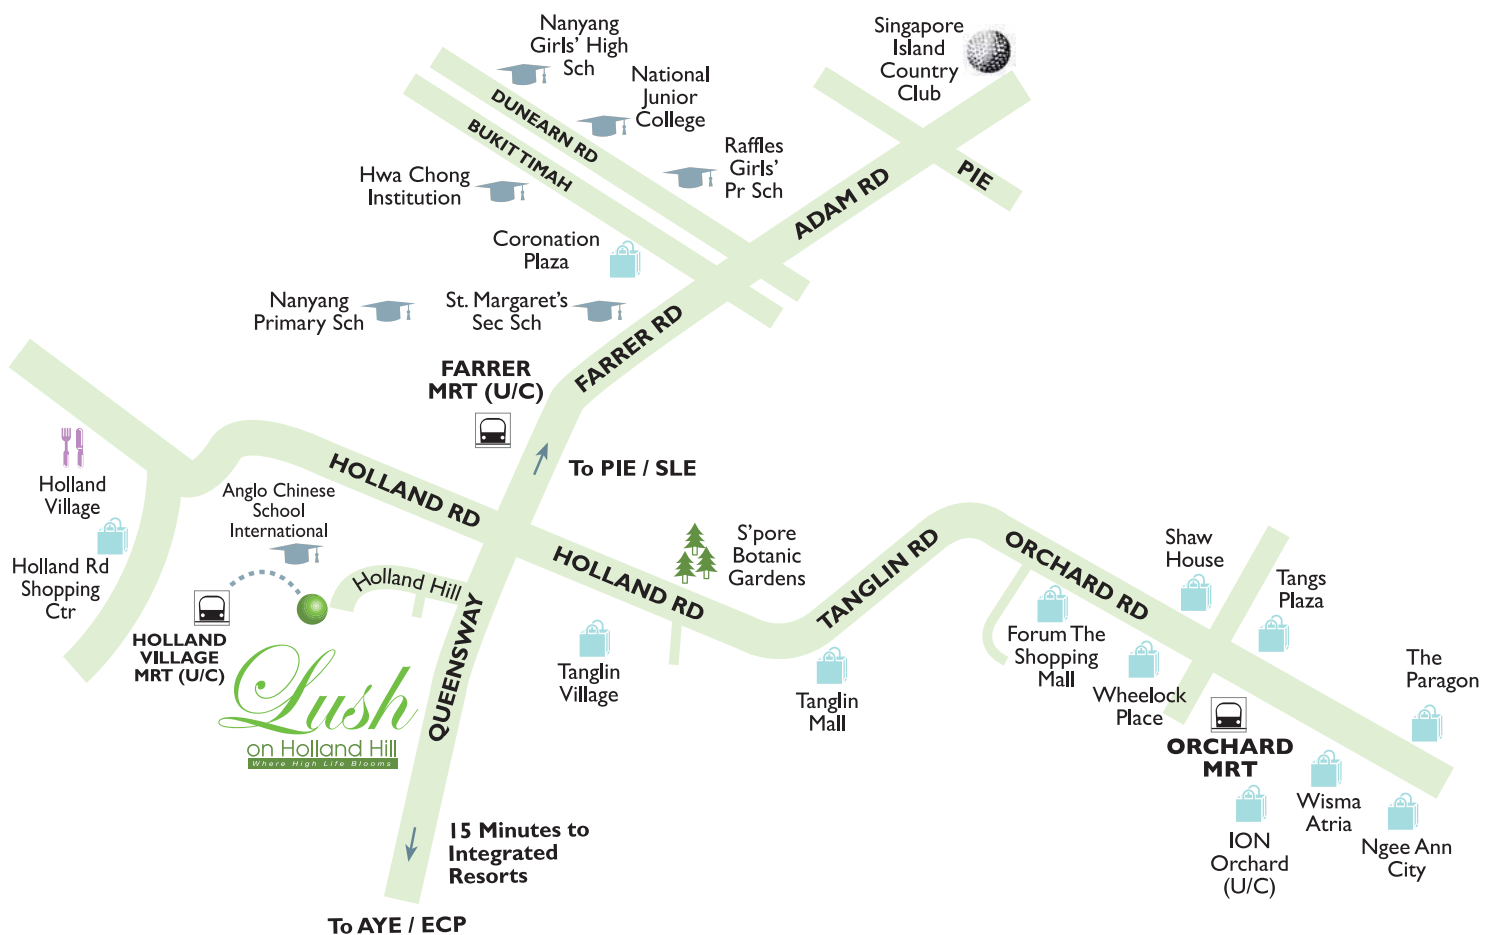 Nanyang
Girls' High
Sch
National
Junior
College
Raffles
Girls'
Pr Sch
Singapore
Island
Country
Club
DUNEARN RD
BUKIT TIMAH
Hwa Chong
Institution
ADAM RD
PIE
Coronation
Plaza
Nanyang
Primary Sch
St. Margaret's
Sec Sch
FARRER RD
FARRER
MRT (U/C)
To PIE / SLE
Holland
Village
Holland Rd
Shopping
Ctr
HOLLAND RD
Anglo Chinese
School
International
Holland Hill
HOLLAND
VILLAGE
MRT (U/C)
Lush
on Holland Hill
Where High Life Blooms
QUEENSWAY
15 Minutes to
Integrated
Resorts
To AYE / ECP
HOLLAND RD
S'pore
Botanic
Gardens
Tanglin
Village
TANGLIN RD
Tanglin
Mall
ORCHARD RD
Forum The
Shopping
Mall
Shaw
House
Tangs
Plaza
Wheelock
Place
ORCHARD
MRT
The
Paragon
Wisma
Atria
ION
Orchard
(U/C)
Ngee Ann
City